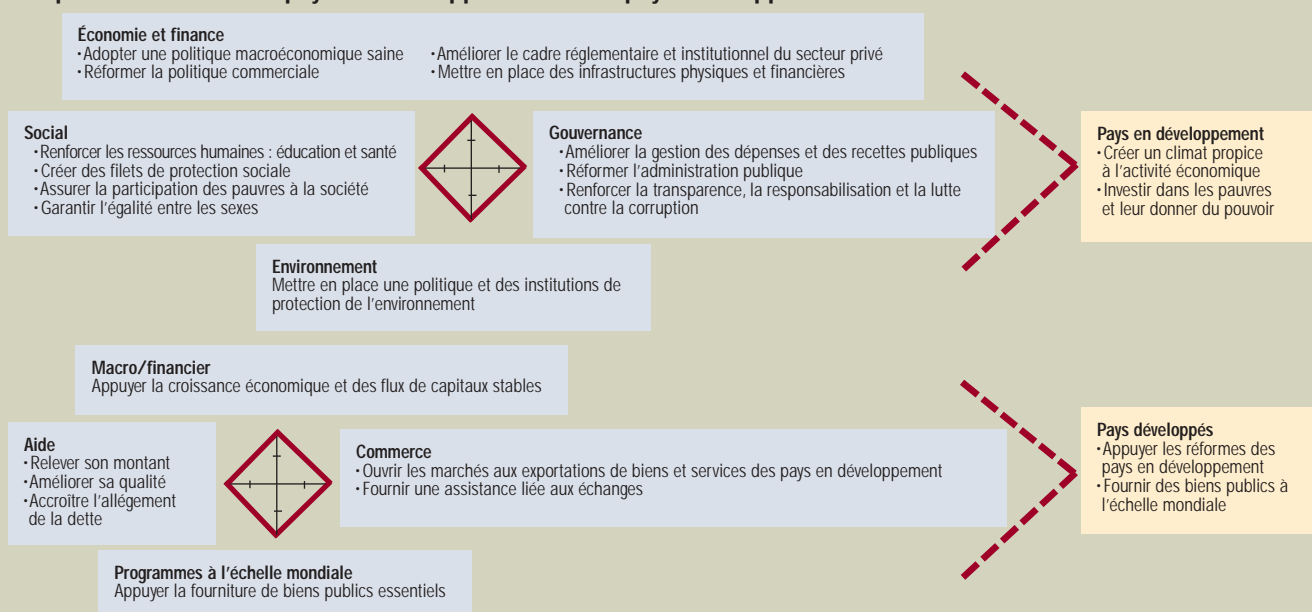 Économie et finance
·Adopter une politique macroéconomique saine
·Réformer la politique commerciale
·Améliorer le cadre réglementaire et institutionnel du secteur privé
·Mettre en place des infrastructures physiques et financières
Social
·Renforcer les ressources humaines : éducation et santé
·Créer des filets de protection sociale
·Assurer la participation des pauvres à la société
·Garantir l'égalité entre les sexes
Gouvernance
·Améliorer la gestion des dépenses et des recettes publiques
·Réformer l'administration publique
·Renforcer la transparence, la responsabilisation et la lutte
contre la corruption
Environnement
Mettre en place une politique et des institutions de
protection de l'environnement
Pays en développement
·Créer un climat propice
à l'activité économique
·Investir dans les pauvres
et leur donner du pouvoir
Macro/financier
Appuyer la croissance économique et des flux de capitaux stables
Aide
·Relever son montant
·Améliorer sa qualité
·Accroître l'allégement
de la dette
Commerce
·Ouvrir les marchés aux exportations de biens et services des pays en développement
·Fournir une assistance liée aux échanges
Programmes à l'échelle mondiale
Appuyer la fourniture de biens publics essentiels
Pays développés
·Appuyer les réformes des
pays en développement
·Fournir des biens publics à
l'échelle mondiale